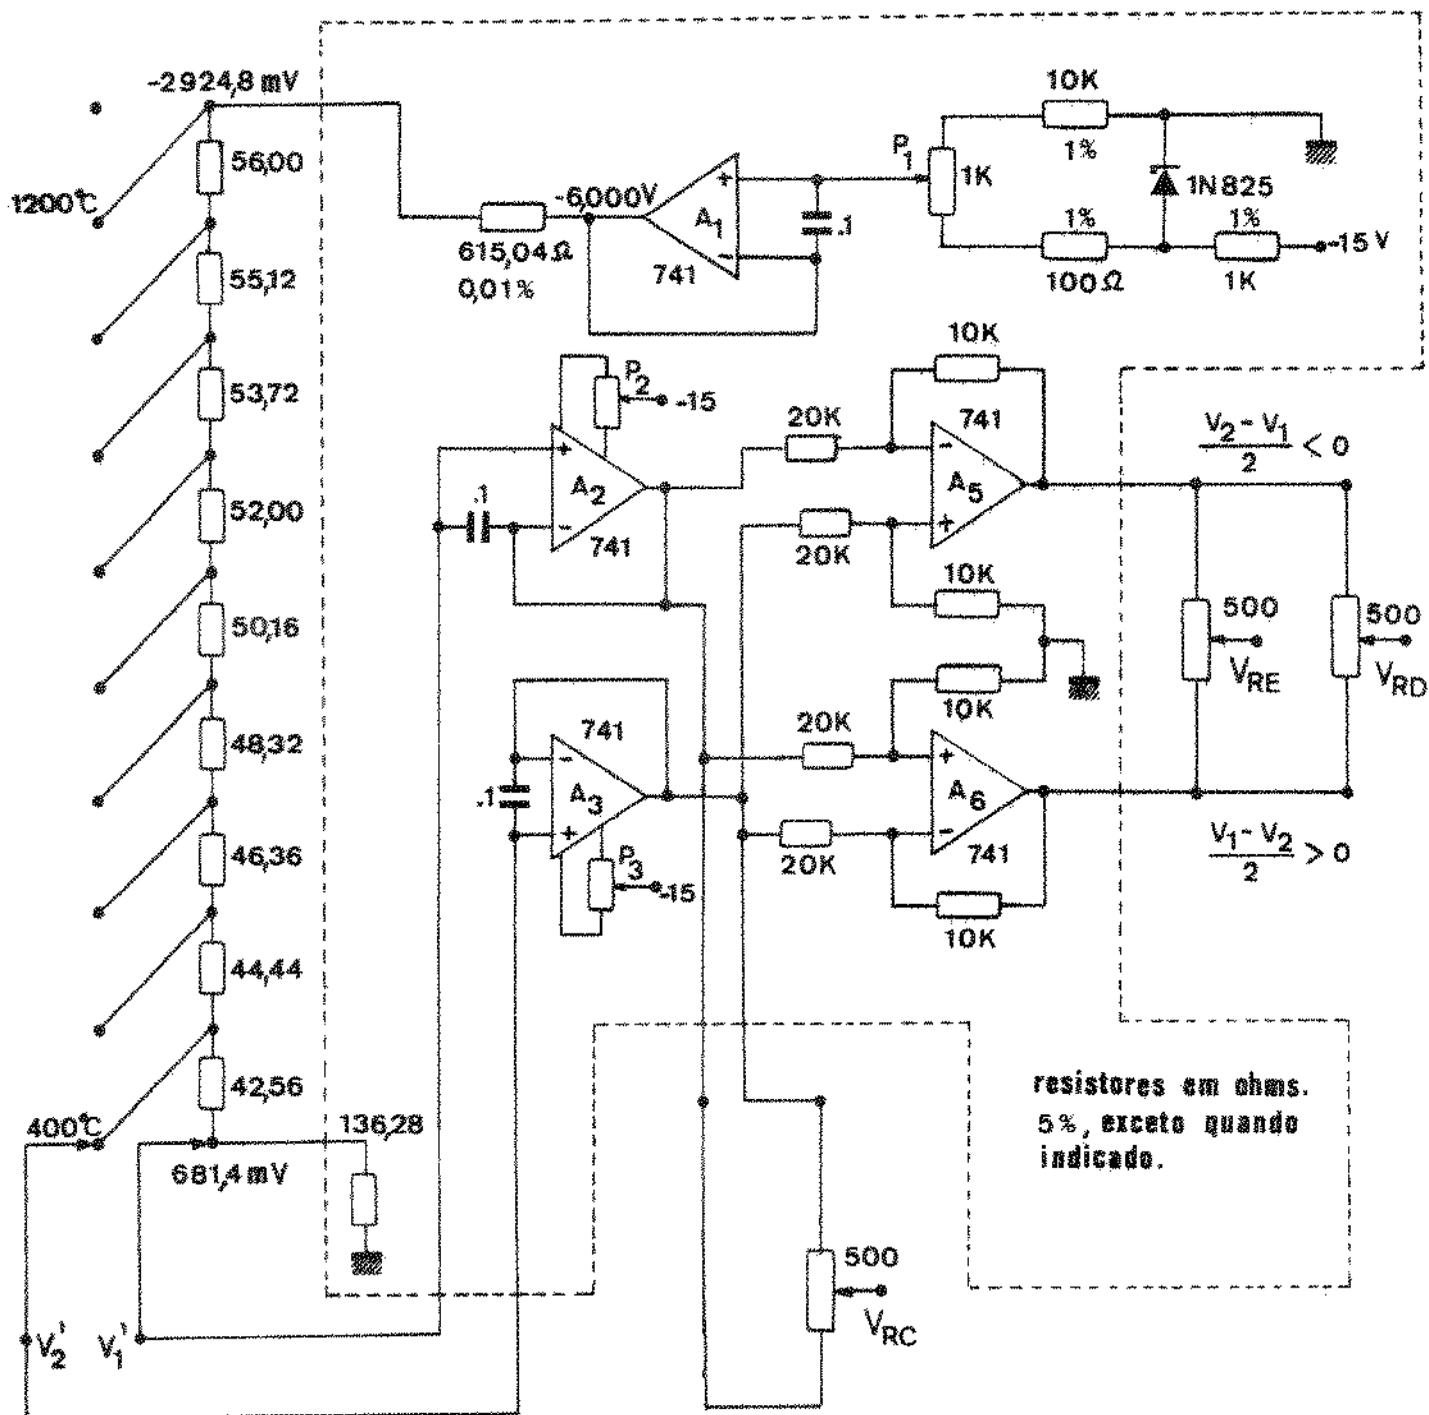 -2924,8 mV
1200°C
56,00
55,12
53,72
52,00
50,16
48,32
46,36
44,44
42,56
400°C
681,4 mV
136,28
V2'
V1'
615,04Ω
0,01%
-6,000V
+
A1
-
741
.1
P1
1K
10K
1%
1N825
1%
100Ω
1%
1K
-15 V
P2
-15
+
A2
-
741
.1
741
-
A3
+
.1
P3
-15
20K
10K
741
-
A5
+
20K
10K
10K
20K
+
A6
-
741
20K
10K
V2 - V1
2
< 0
500
VRE
500
VRD
V1 - V2
2
> 0
500
VRC
resistores em ohms.
5%, exceto quando
indicado.